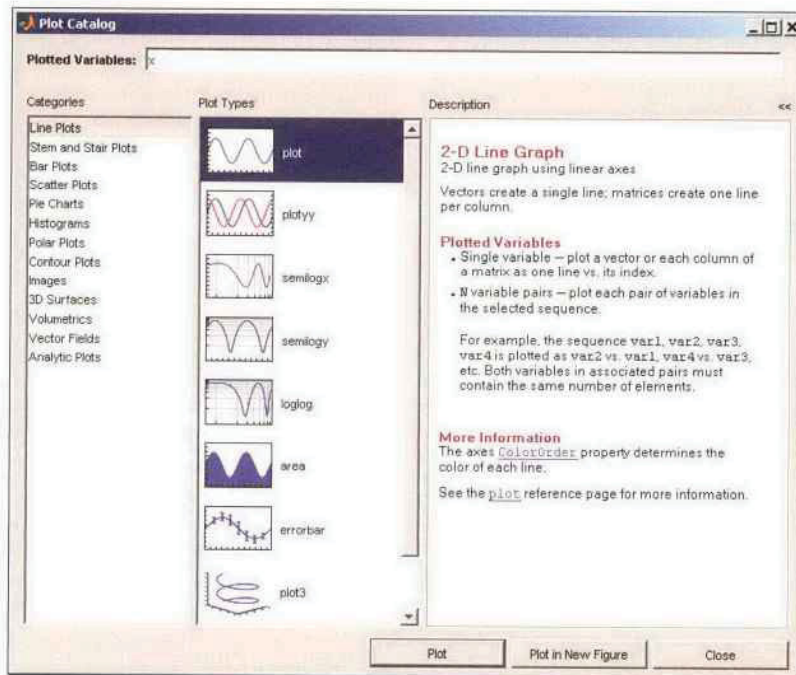 Plot Catalog
Plotted Variables: x
Categories
Line Plots
Stem and Stair Plots
Bar Plots
Scatter Plots
Pie Charts
Histograms
Polar Plots
Contour Plots
Images
3D Surfaces
Volumetrics
Vector Fields
Analytic Plots
Plot Types
plot
plotyy
semilogx
semilogy
loglog
area
errorbar
plot3
Description <<
2-D Line Graph
2-D line graph using linear axes
Vectors create a single line; matrices create one line
per column.
Plotted Variables
• Single variable – plot a vector or each column of
a matrix as one line vs. its index.
• N variable pairs – plot each pair of variables in
the selected sequence.
For example, the sequence var1, var2, var3,
var4 is plotted as var2 vs. var1, var4 vs. var3,
etc. Both variables in associated pairs must
contain the same number of elements.
More Information
The axes ColorOrder property determines the
color of each line.
See the plot reference page for more information.
Plot
Plot in New Figure
Close